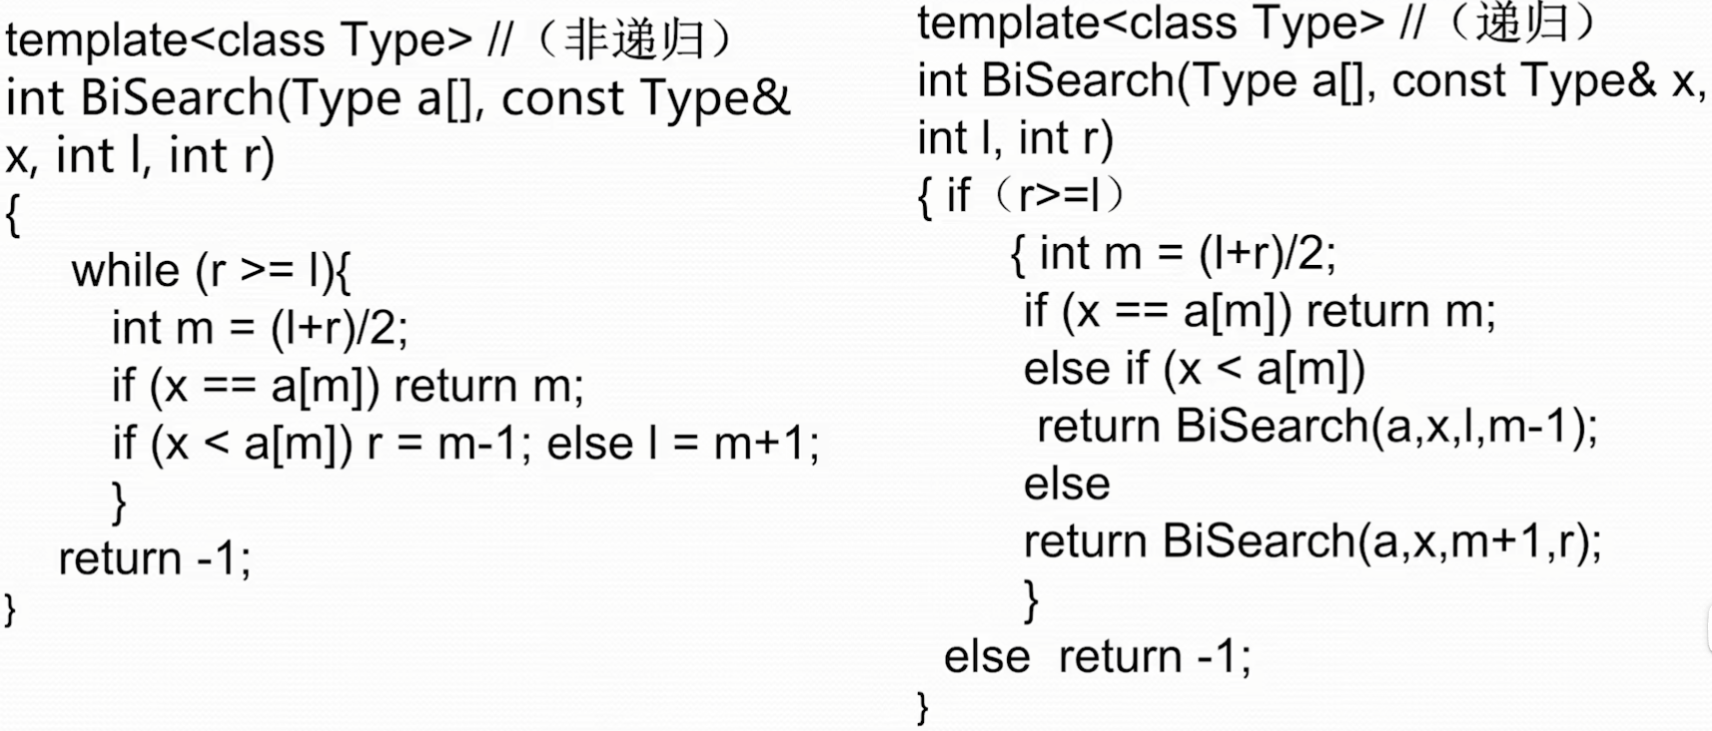 template<class Type> //（非递归）
int BiSearch(Type a[], const Type&
x, int l, int r)
{
while (r >= l){
int m = (l+r)/2;
if (x == a[m]) return m;
if (x < a[m]) r = m-1; else l = m+1;
}
return -1;
}
template<class Type> //（递归）
int BiSearch(Type a[], const Type& x,
int l, int r)
{ if（r>=l）
{ int m = (l+r)/2;
if (x == a[m]) return m;
else if (x < a[m])
return BiSearch(a,x,l,m-1);
else
return BiSearch(a,x,m+1,r);
}
else return -1;
}